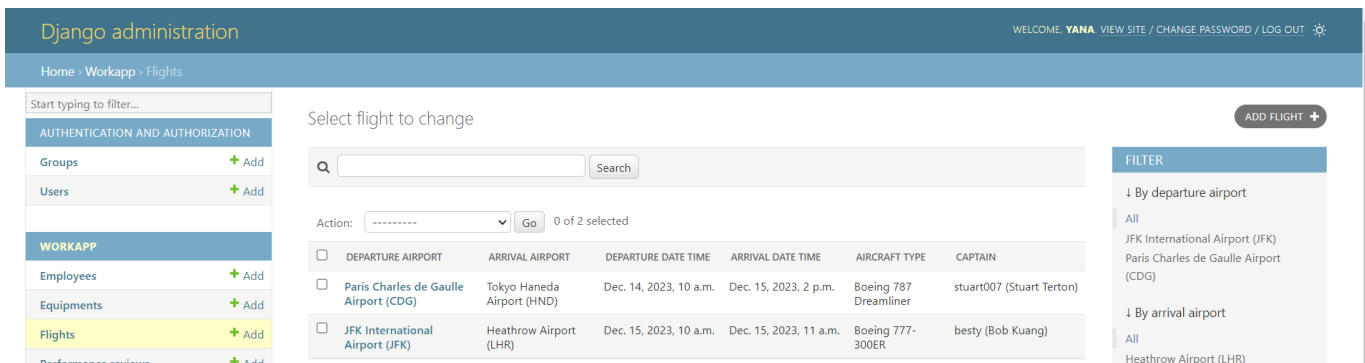 Django administration
WELCOME, YANA. VIEW SITE / CHANGE PASSWORD / LOG OUT
Home › Workapp › Flights
Start typing to filter...
AUTHENTICATION AND AUTHORIZATION
Groups + Add
Users + Add
WORKAPP
Employees + Add
Equipments + Add
Flights + Add
Performance reviews + Add
Select flight to change
ADD FLIGHT +
Search
Action: --------- Go 0 of 2 selected
DEPARTURE AIRPORT ARRIVAL AIRPORT DEPARTURE DATE TIME ARRIVAL DATE TIME AIRCRAFT TYPE CAPTAIN
Paris Charles de Gaulle Tokyo Haneda Dec. 14, 2023, 10 a.m. Dec. 15, 2023, 2 p.m. Boeing 787 stuart007 (Stuart Terton)
Airport (CDG) Airport (HND) Dreamliner
JFK International Heathrow Airport Dec. 15, 2023, 10 a.m. Dec. 15, 2023, 11 a.m. Boeing 777- besty (Bob Kuang)
Airport (JFK) (LHR) 300ER
FILTER
↓ By departure airport
All
JFK International Airport (JFK)
Paris Charles de Gaulle Airport
(CDG)
↓ By arrival airport
All
Heathrow Airport (LHR)